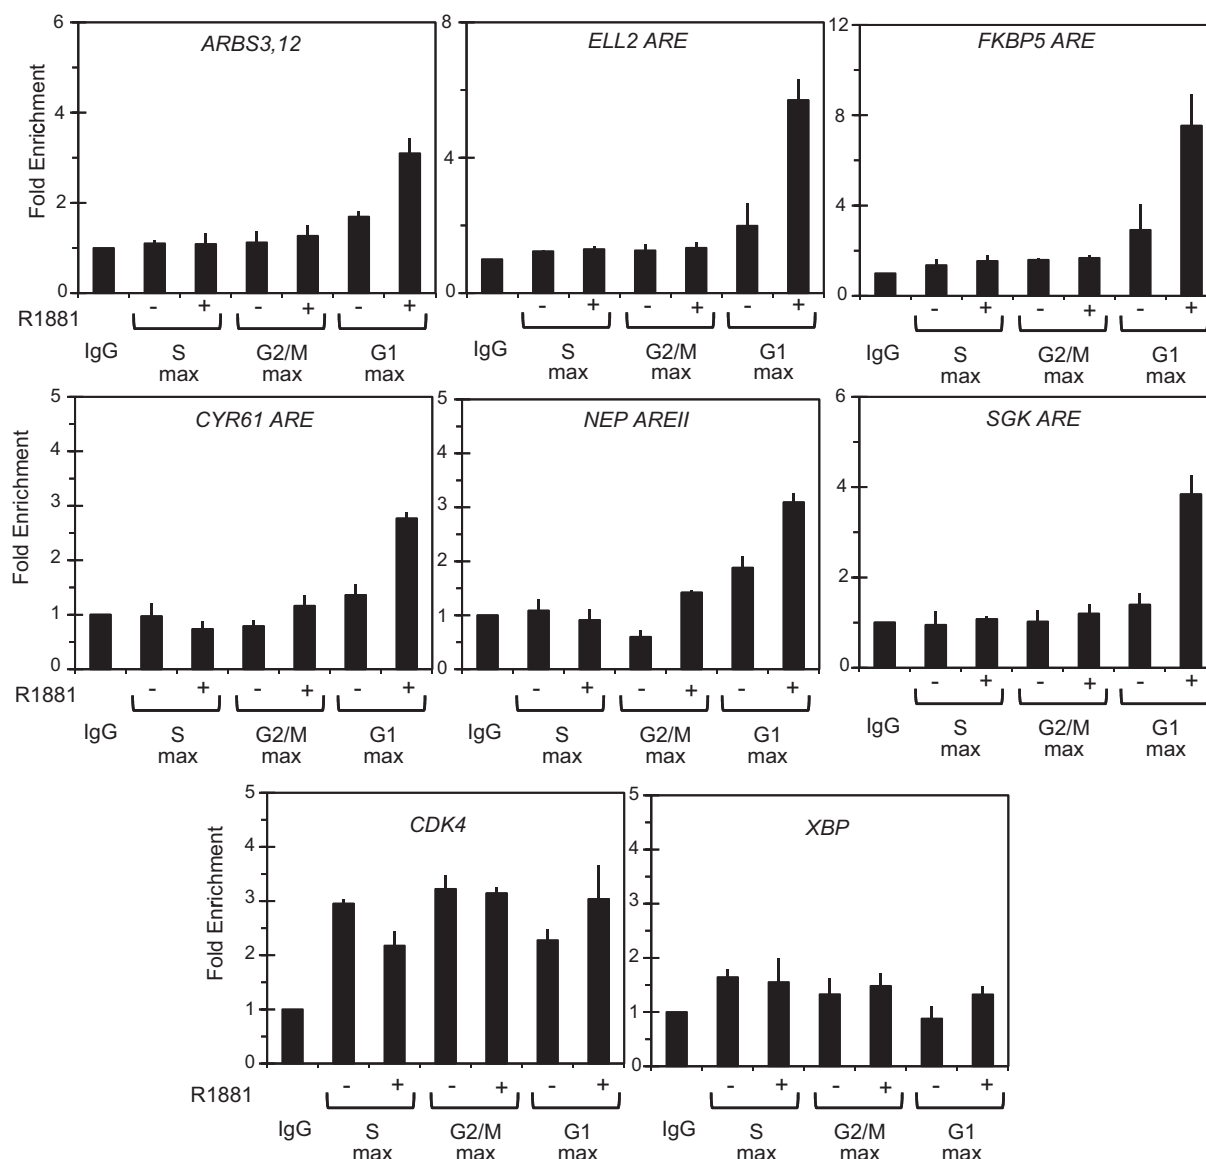 ARBS3,12
Fold Enrichment
6
4
2
0
R1881 - + - + - +
IgG S max G2/M max G1 max
ELL2 ARE
8
4
0
- + - + - +
IgG S max G2/M max G1 max
FKBP5 ARE
12
8
4
0
- + - + - +
IgG S max G2/M max G1 max
CYR61 ARE
Fold Enrichment
5
4
3
2
1
0
R1881 - + - + - +
IgG S max G2/M max G1 max
NEP AREII
5
4
3
2
1
0
- + - + - +
IgG S max G2/M max G1 max
SGK ARE
6
4
2
0
- + - + - +
IgG S max G2/M max G1 max
CDK4
Fold Enrichment
5
4
3
2
1
0
R1881 - + - + - +
IgG S max G2/M max G1 max
XBP
5
4
3
2
1
0
- + - + - +
IgG S max G2/M max G1 max